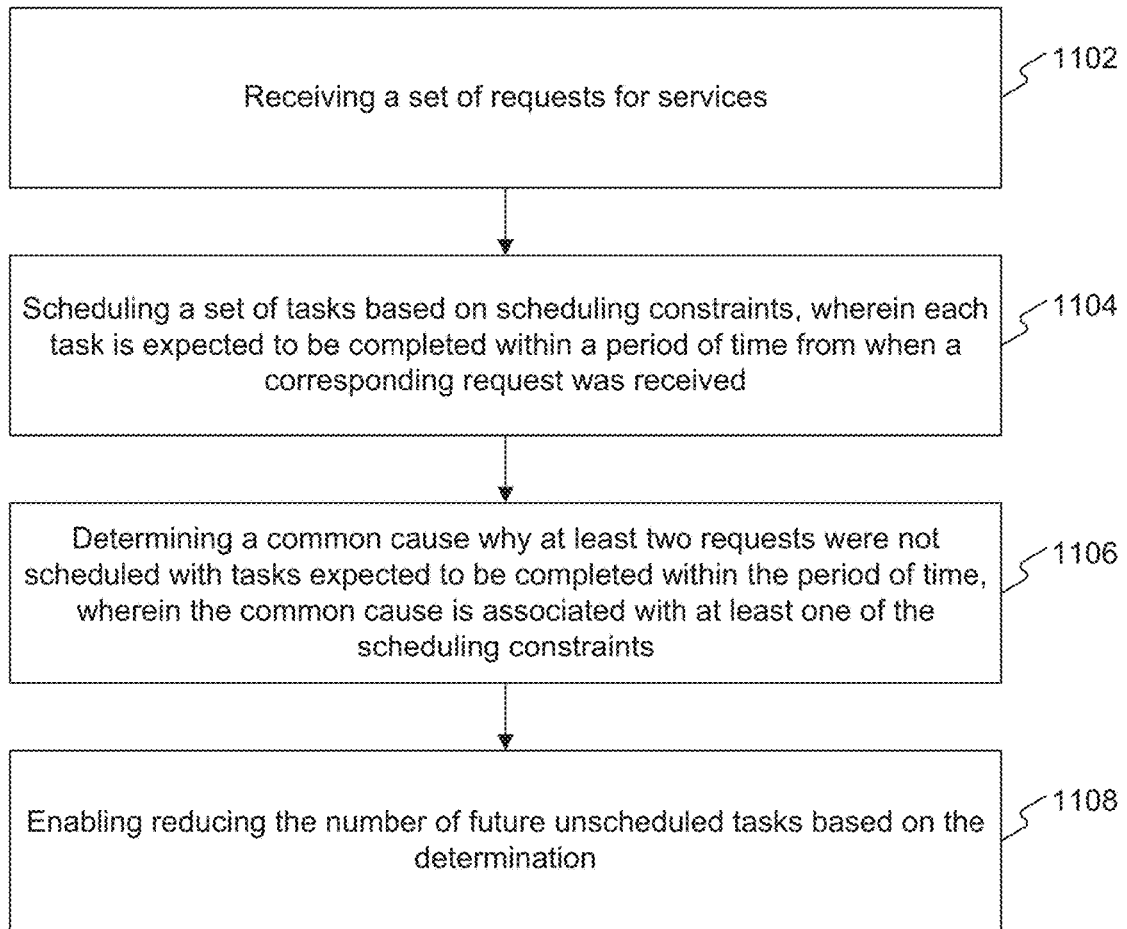 Receiving a set of requests for services
1102
Scheduling a set of tasks based on scheduling constraints, wherein each
task is expected to be completed within a period of time from when a
corresponding request was received
1104
Determining a common cause why at least two requests were not
scheduled with tasks expected to be completed within the period of time,
wherein the common cause is associated with at least one of the
scheduling constraints
1106
Enabling reducing the number of future unscheduled tasks based on the
determination
1108